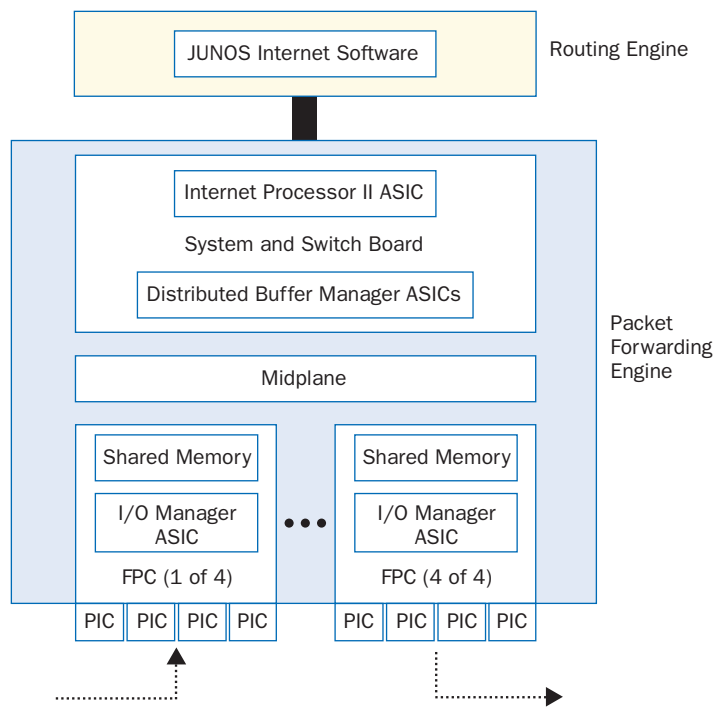 JUNOS Internet Software
Routing Engine
Internet Processor II ASIC
System and Switch Board
Distributed Buffer Manager ASICs
Packet
Forwarding
Engine
Midplane
Shared Memory
I/O Manager
ASIC
FPC (1 of 4)
Shared Memory
I/O Manager
ASIC
FPC (4 of 4)
PIC PIC PIC PIC
PIC PIC PIC PIC